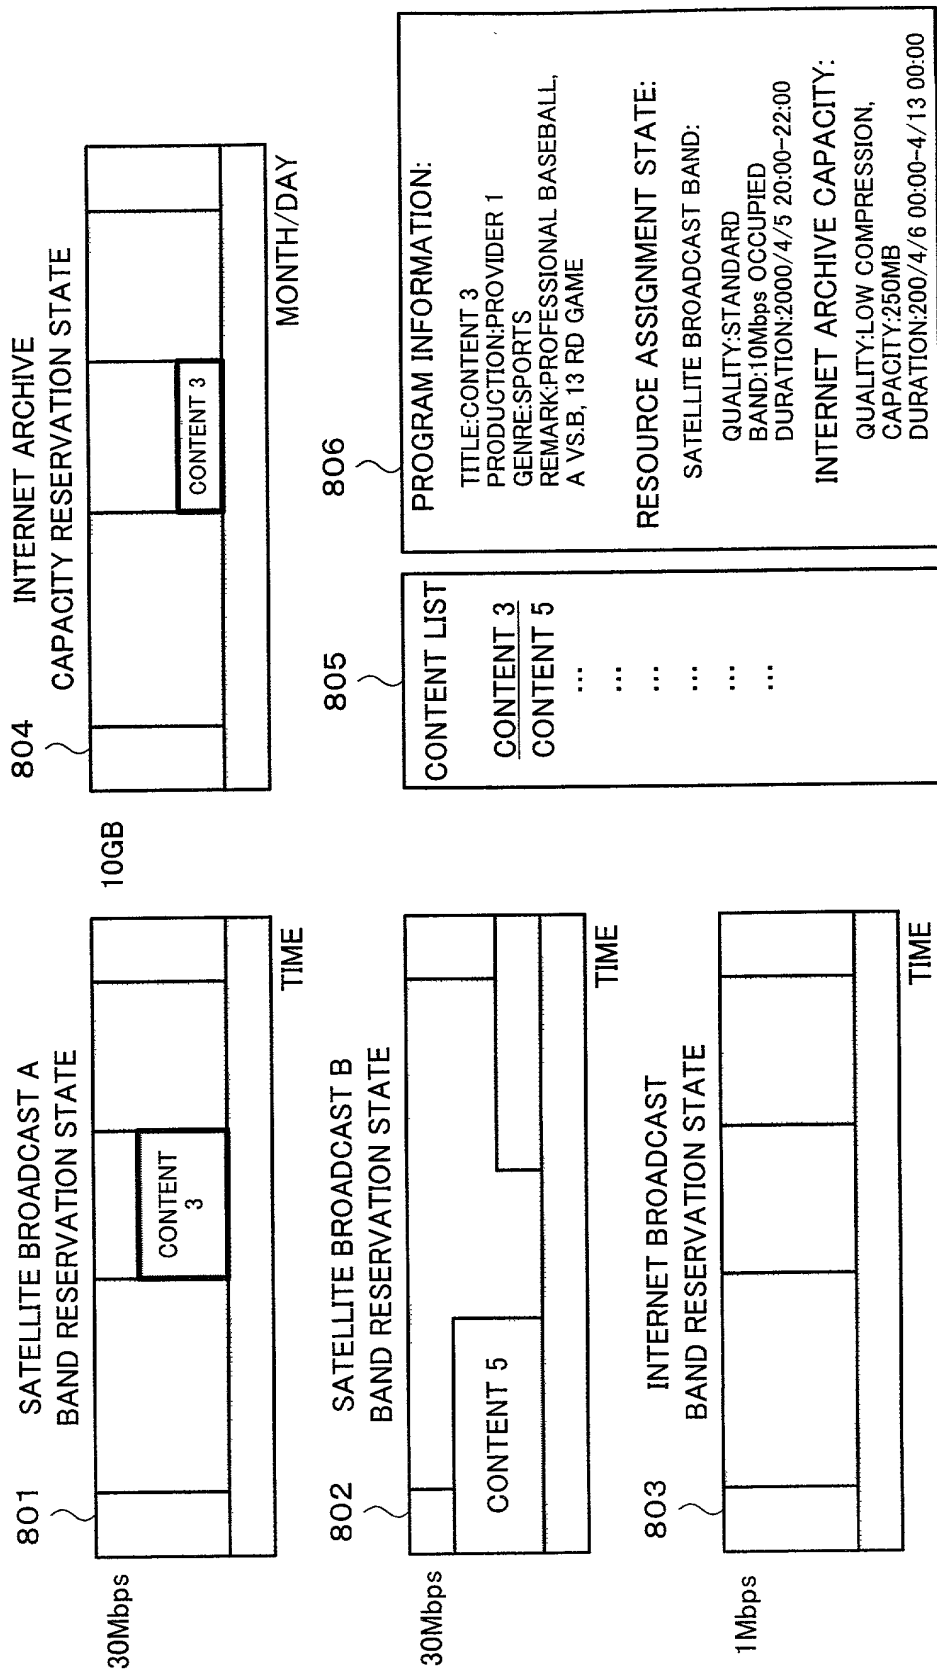 801
SATELLITE BROADCAST A
BAND RESERVATION STATE
30Mbps
CONTENT
3
TIME
802
SATELLITE BROADCAST B
BAND RESERVATION STATE
30Mbps
CONTENT 5
TIME
803
INTERNET BROADCAST
BAND RESERVATION STATE
1Mbps
TIME
804
INTERNET ARCHIVE
CAPACITY RESERVATION STATE
10GB
CONTENT 3
MONTH/DAY
805
CONTENT LIST
CONTENT 3
CONTENT 5
...
...
...
...
...
...
806
PROGRAM INFORMATION:
TITLE:CONTENT 3
PRODUCTION:PROVIDER 1
GENRE:SPORTS
REMARK:PROFESSIONAL BASEBALL,
A VS.B, 13 RD GAME
RESOURCE ASSIGNMENT STATE:
SATELLITE BROADCAST BAND:
QUALITY:STANDARD
BAND:10Mbps OCCUPIED
DURATION:2000/4/5 20:00-22:00
INTERNET ARCHIVE CAPACITY:
QUALITY:LOW COMPRESSION,
CAPACITY:250MB
DURATION:200/4/6 00:00-4/13 00:00